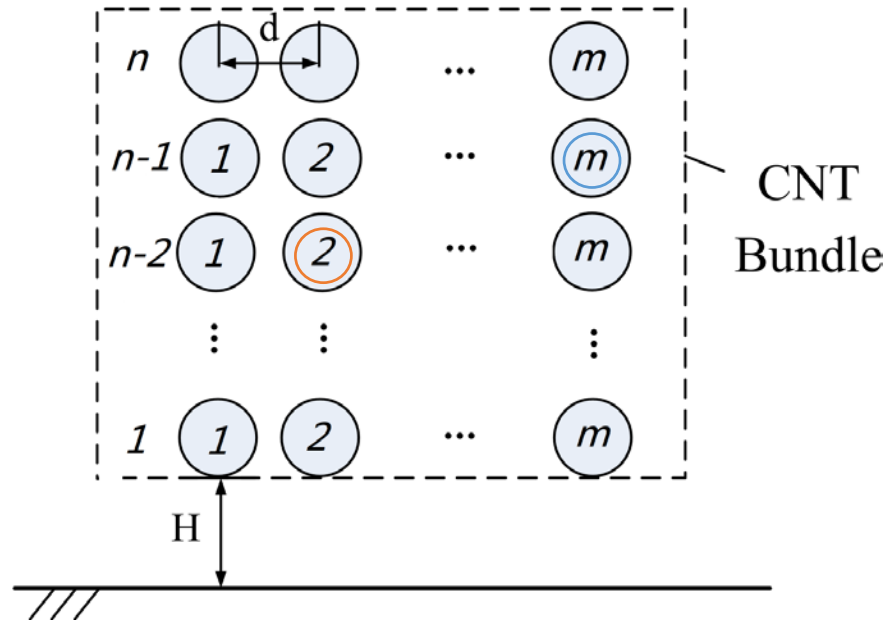 d
n ... m
n-1 1 2 ... m
n-2 1 2 ... m
... ... ...
1 1 2 ... m
CNT
Bundle
H